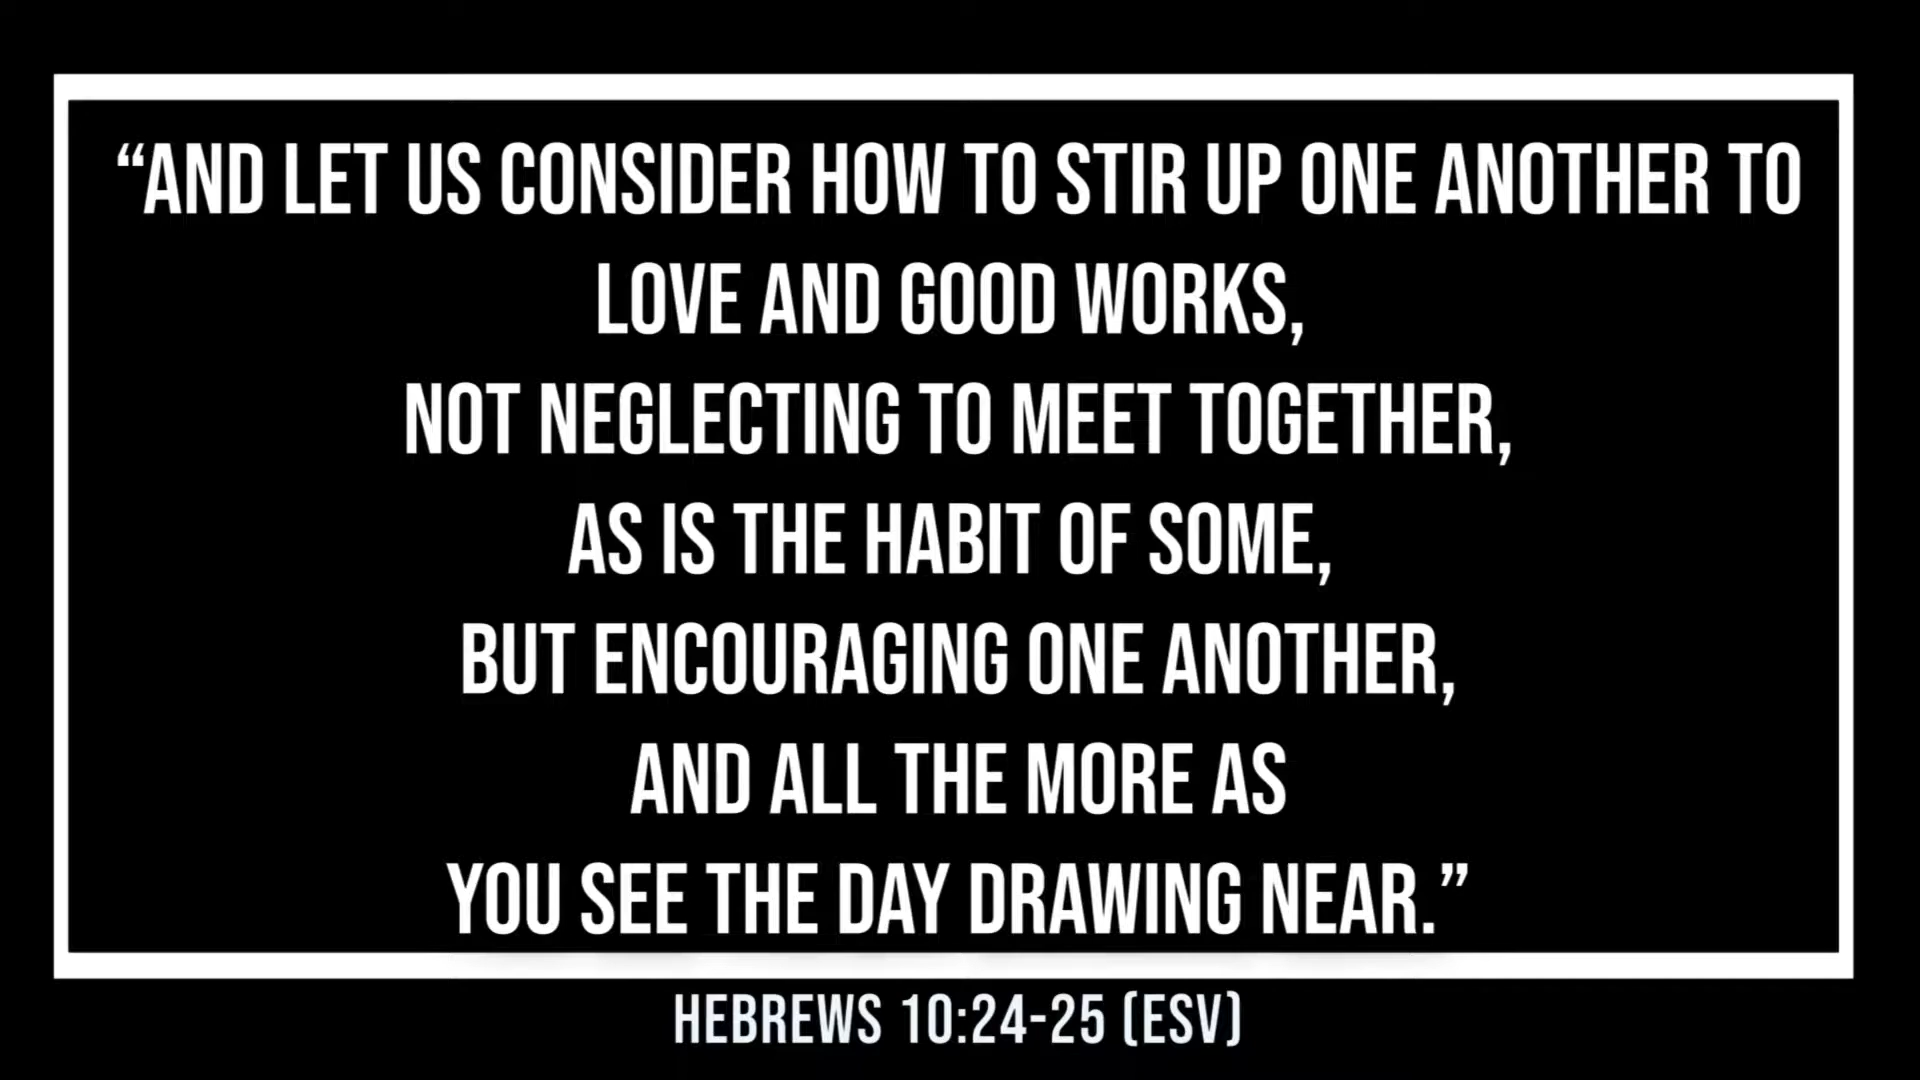 “AND LET US CONSIDER HOW TO STIR UP ONE ANOTHER TO
LOVE AND GOOD WORKS,
NOT NEGLECTING TO MEET TOGETHER,
AS IS THE HABIT OF SOME,
BUT ENCOURAGING ONE ANOTHER,
AND ALL THE MORE AS
YOU SEE THE DAY DRAWING NEAR.”
HEBREWS 10:24-25 (ESV)